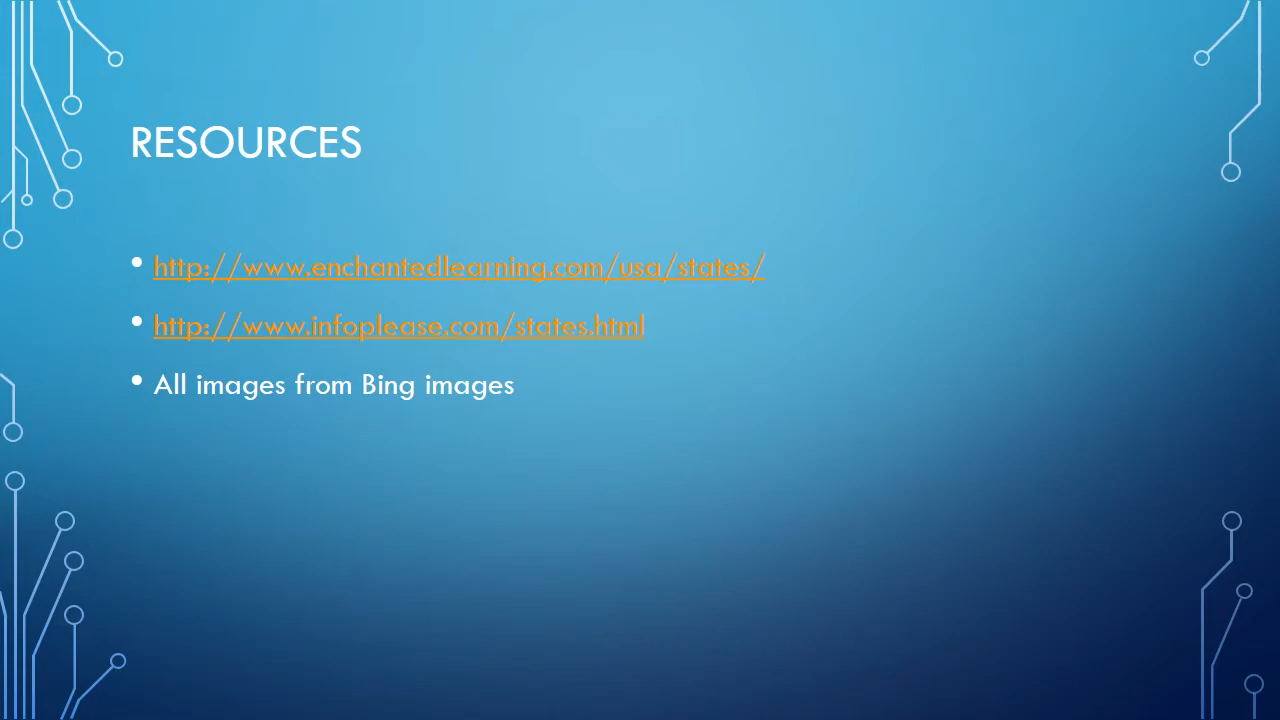 RESOURCES
• http://www.enchantedlearning.com/usa/states/
• http://www.infoplease.com/states.html
• All images from Bing images